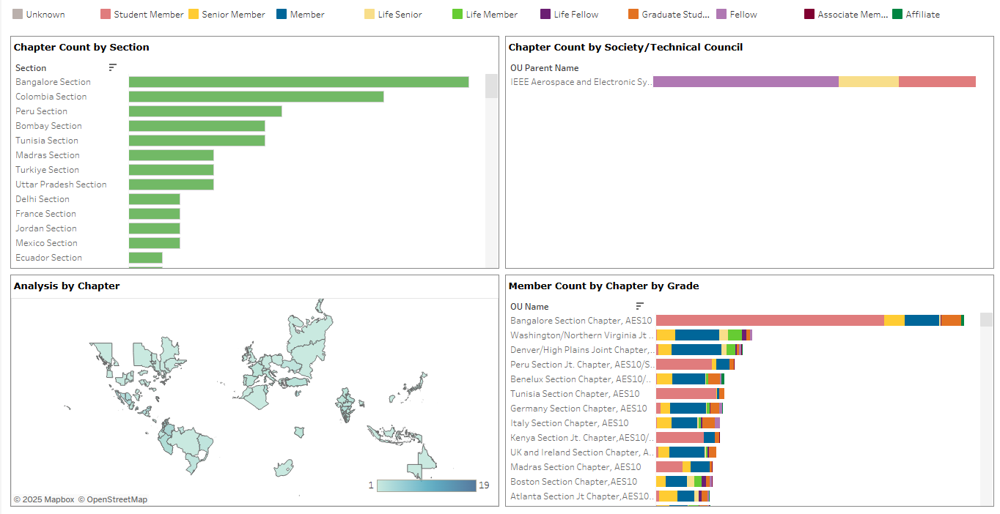 Unknown Student Member Senior Member Member Life Senior Life Member Life Fellow Graduate Stud... Fellow Associate Mem... Affiliate
Chapter Count by Section
Section
Bangalore Section
Colombia Section
Peru Section
Bombay Section
Tunisia Section
Madras Section
Turkiye Section
Uttar Pradesh Section
Delhi Section
France Section
Jordan Section
Mexico Section
Ecuador Section
Chapter Count by Society/Technical Council
OU Parent Name
IEEE Aerospace and Electronic Sy..
Analysis by Chapter
1 19
© 2025 Mapbox © OpenStreetMap
Member Count by Chapter by Grade
OU Name
Bangalore Section Chapter, AES10
Washington/Northern Virginia Jt ..
Denver/High Plains Joint Chapter,..
Peru Section Jt. Chapter, AES10/S..
Benelux Section Chapter, AES10/..
Tunisia Section Chapter, AES10
Germany Section Chapter, AES10
Italy Section Chapter, AES10
Kenya Section Jt. Chapter,AES10/..
UK and Ireland Section Chapter, A..
Madras Section Chapter, AES10
Boston Section Chapter,AES10
Atlanta Section Jt Chapter,AES10..